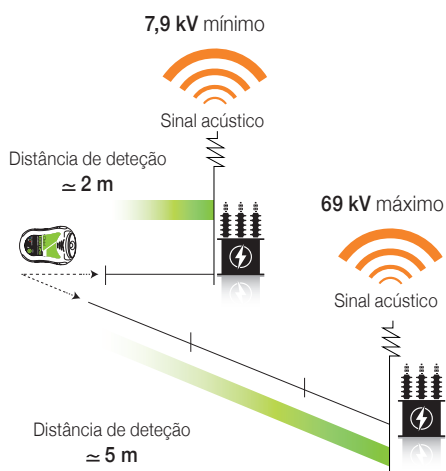 7,9 kV mínimo
Sinal acústico
Distância de deteção
≃ 2 m
69 kV máximo
Sinal acústico
Distância de deteção
≃ 5 m